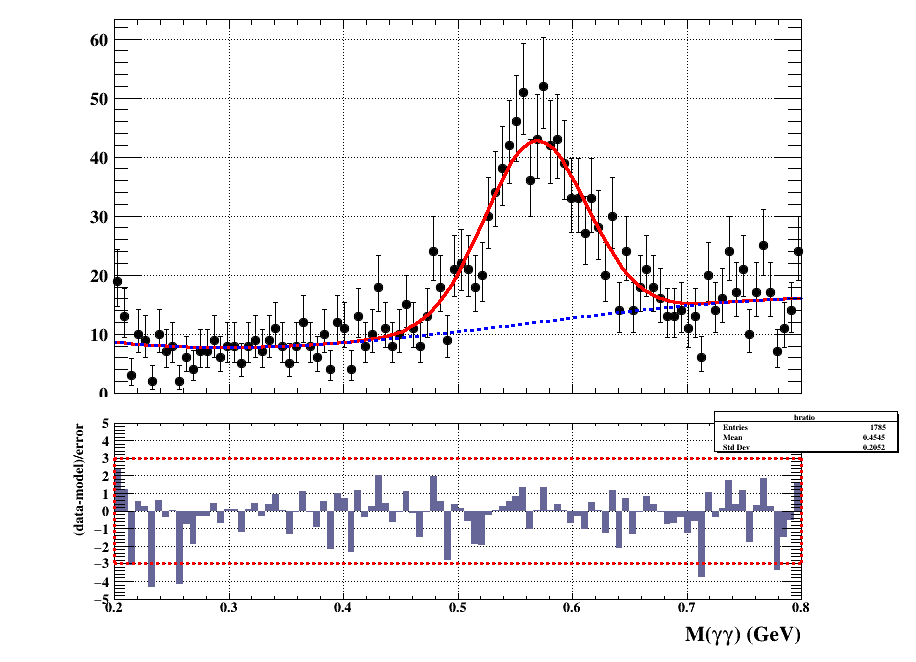 60
50
40
30
20
10
0
hratio
Entries 1785
Mean 0.4545
Std Dev 0.2052
(data-model)/error
5
4
3
2
1
0
−1
−2
−3
−4
−5
0.2 0.3 0.4 0.5 0.6 0.7 0.8
M(γγ) (GeV)